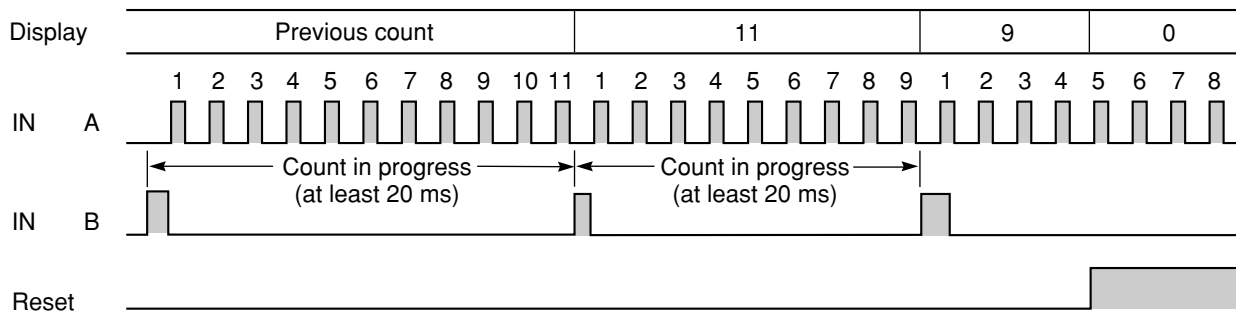 Display Previous count 11 9 0
1 2 3 4 5 6 7 8 9 10 11 1 2 3 4 5 6 7 8 9 1 2 3 4 5 6 7 8
IN A
Count in progress Count in progress
(at least 20 ms) (at least 20 ms)
IN B
Reset